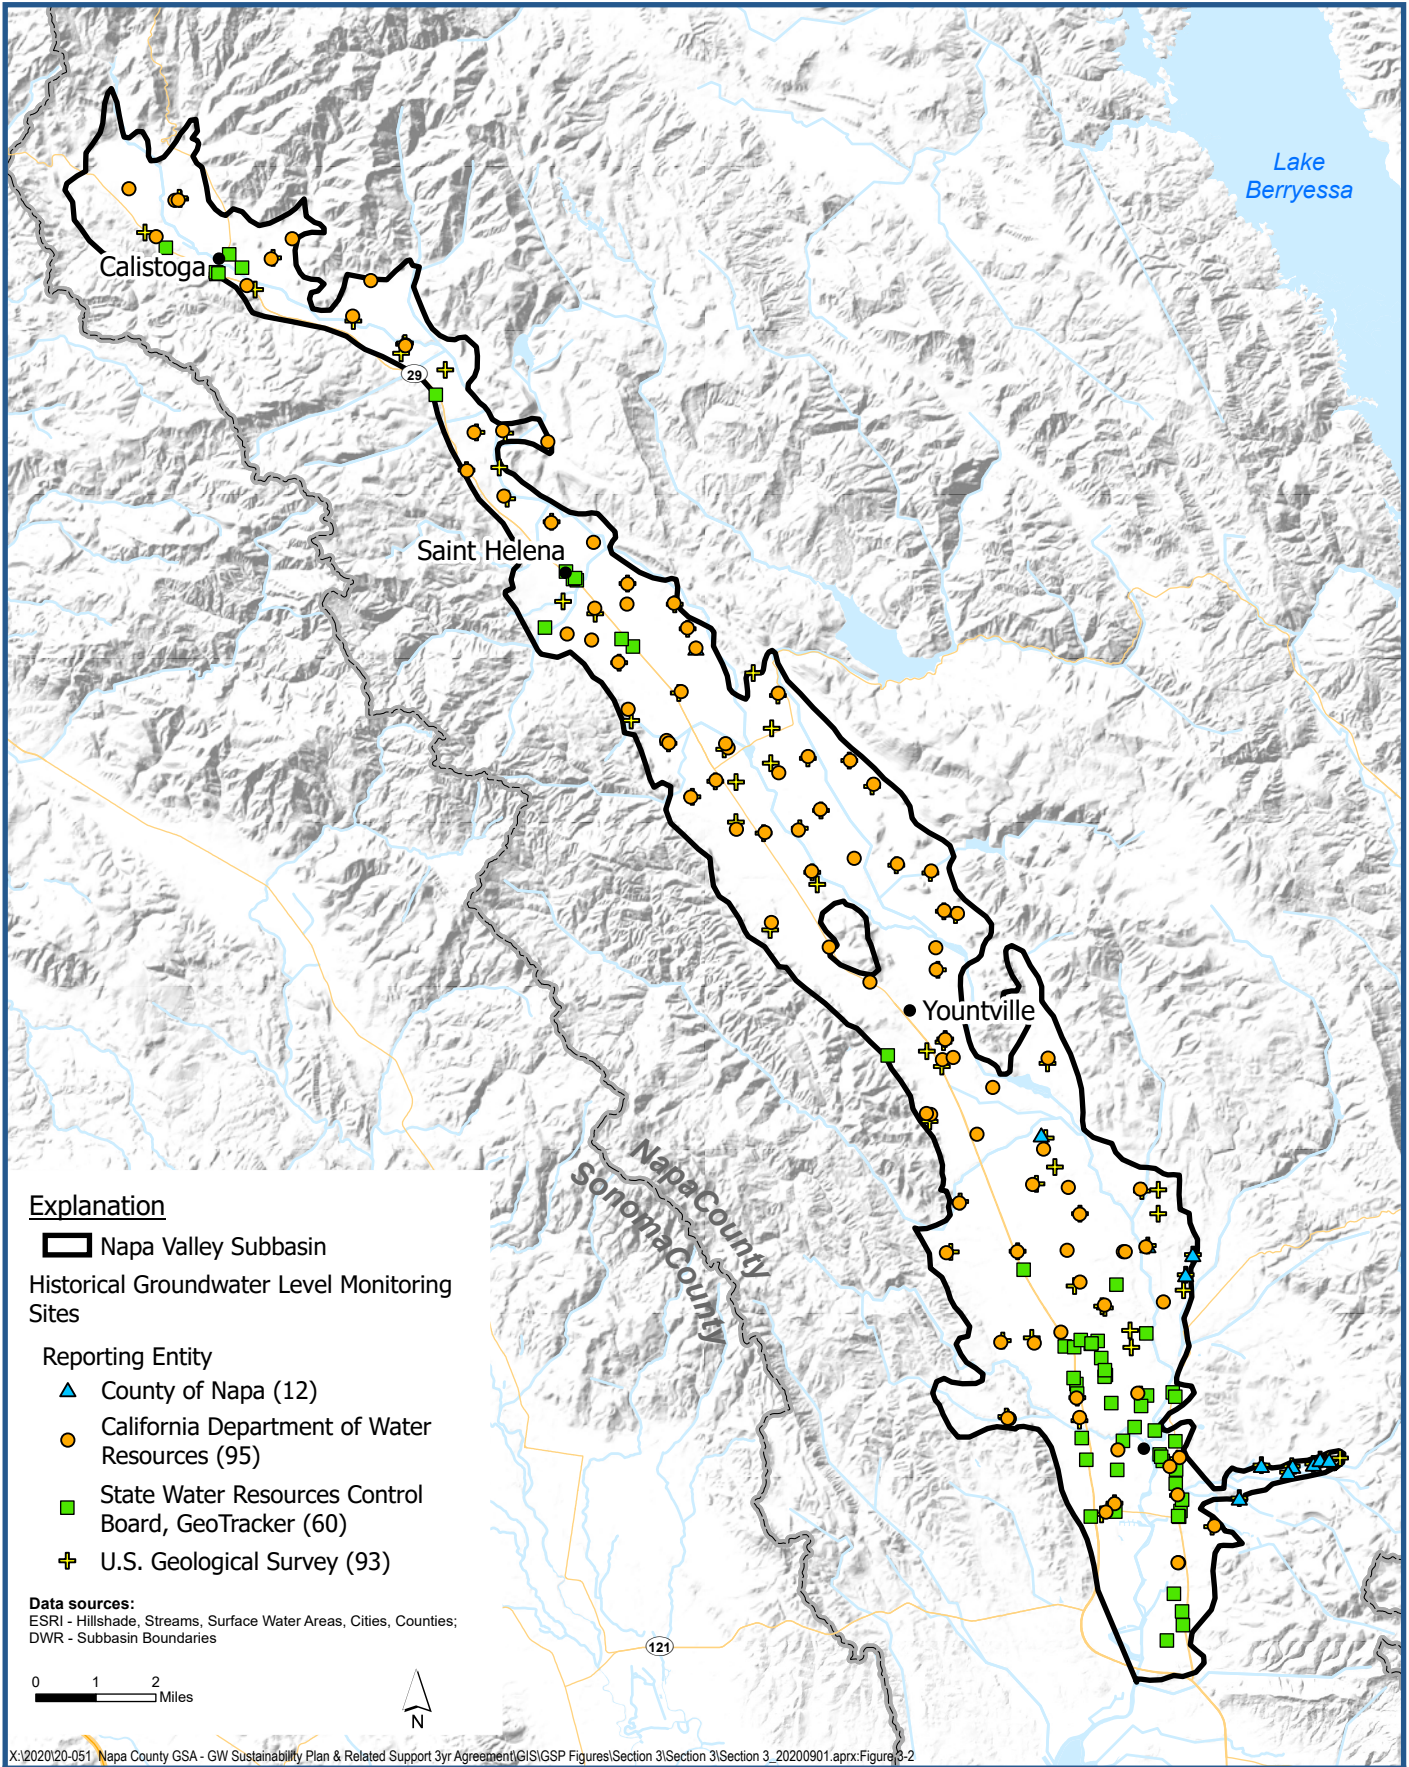 Lake
Berryessa
Calistoga
29
Saint Helena
Yountville
NapaCounty
SonomaCounty
Explanation
Napa Valley Subbasin
Historical Groundwater Level Monitoring
Sites
Reporting Entity
County of Napa (12)
California Department of Water
Resources (95)
State Water Resources Control
Board, GeoTracker (60)
U.S. Geological Survey (93)
Data sources:
ESRI - Hillshade, Streams, Surface Water Areas, Cities, Counties;
DWR - Subbasin Boundaries
121
0 1 2
Miles
N
X:\2020\20-051_Napa County GSA - GW Sustainability Plan & Related Support 3yr Agreement\GIS\GSP Figures\Section 3\Section 3\Section 3_20200901.aprx:Figure 3-2